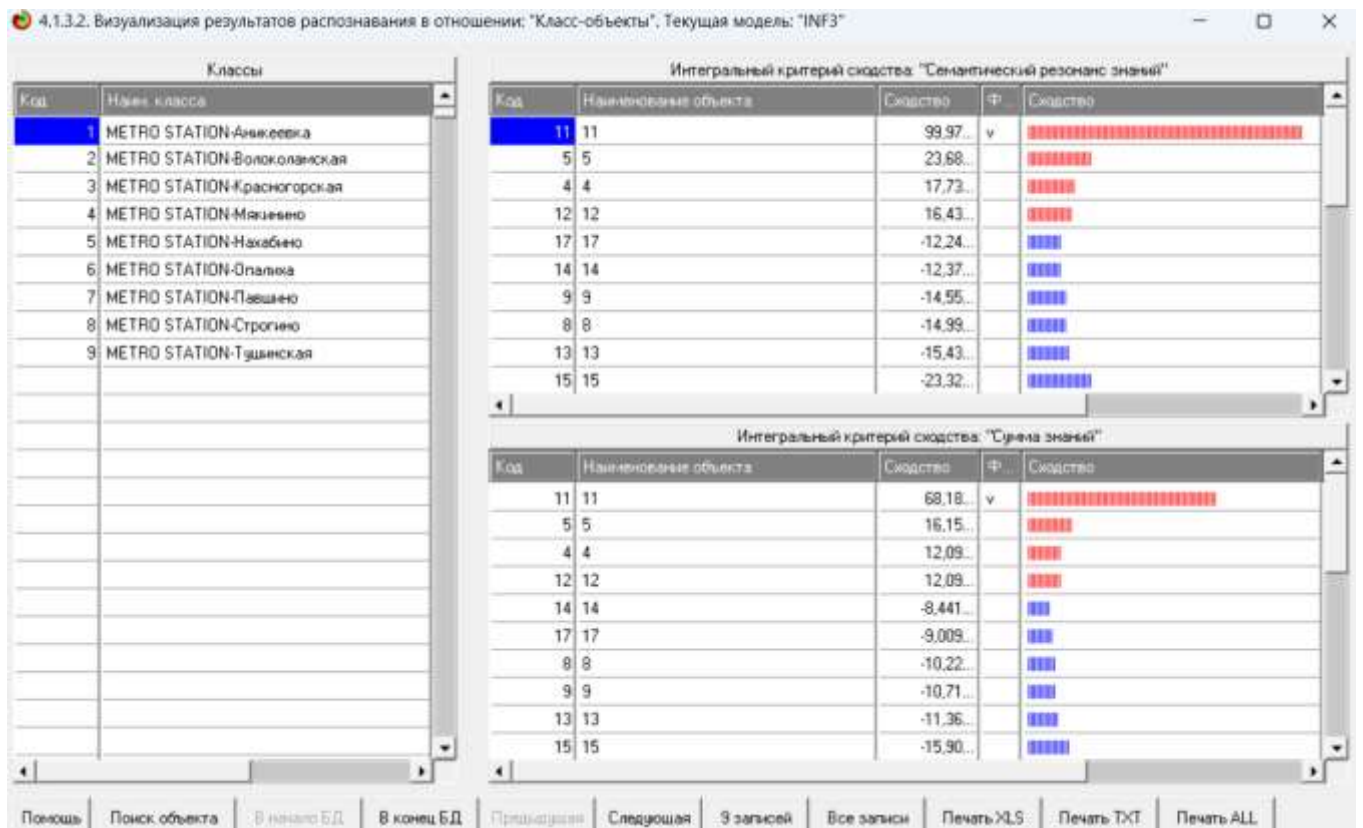 4.1.3.2. Визуализация результатов распознавания в отношении: "Класс-объекты". Текущая модель: "INF3"
Классы
Код Наим. класса
1 METRO STATION-Аникеевка
2 METRO STATION-Волоколамская
3 METRO STATION-Красногорская
4 METRO STATION-Мякинино
5 METRO STATION-Нахабино
6 METRO STATION-Опалиха
7 METRO STATION-Павшино
8 METRO STATION-Строгино
9 METRO STATION-Тушинская
Интегральный критерий сходства: "Семантический резонанс знаний"
Код Наименование объекта Сходство Ф... Сходство
11 11 99,97... v
5 5 23,68...
4 4 17,73...
12 12 16,43...
17 17 -12,24...
14 14 -12,37...
9 9 -14,55...
8 8 -14,99...
13 13 -15,43...
15 15 -23,32...
Интегральный критерий сходства: "Сумма знаний"
Код Наименование объекта Сходство Ф... Сходство
11 11 68,18... v
5 5 16,15...
4 4 12,09...
12 12 12,09...
14 14 -8,441...
17 17 -9,009...
8 8 -10,22...
9 9 -10,71...
13 13 -11,36...
15 15 -15,90...
Помощь Поиск объекта В начало БД В конец БД Предыдущая Следующая 9 записей Все записи Печать XLS Печать TXT Печать ALL